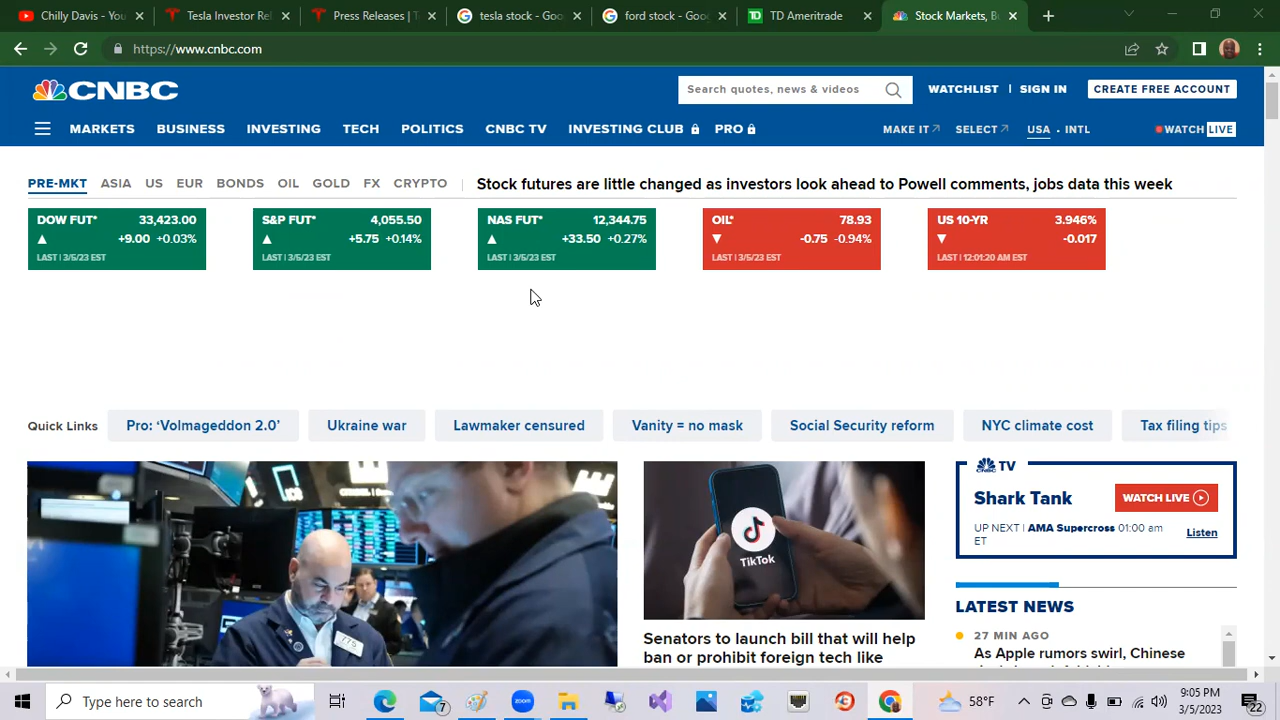 Chilly Davis - YouT
Tesla Investor Rel
Press Releases | T
tesla stock - Goo
ford stock - Goog
TD Ameritrade
Stock Markets, Bu
https://www.cnbc.com
CNBC
Search quotes, news & videos
WATCHLIST | SIGN IN
CREATE FREE ACCOUNT
MARKETS BUSINESS INVESTING TECH POLITICS CNBC TV INVESTING CLUB PRO
MAKE IT SELECT USA • INTL WATCH LIVE
PRE-MKT ASIA US EUR BONDS OIL GOLD FX CRYPTO
Stock futures are little changed as investors look ahead to Powell comments, jobs data this week
DOW FUT* 33,423.00
+9.00 +0.03%
LAST | 3/5/23 EST
S&P FUT* 4,055.50
+5.75 +0.14%
LAST | 3/5/23 EST
NAS FUT* 12,344.75
+33.50 +0.27%
LAST | 3/5/23 EST
OIL* 78.93
-0.75 -0.94%
LAST | 3/5/23 EST
US 10-YR 3.946%
-0.017
LAST | 12:01:20 AM EST
Quick Links
Pro: ‘Volmageddon 2.0’
Ukraine war
Lawmaker censured
Vanity = no mask
Social Security reform
NYC climate cost
Tax filing tips
775
TikTok
Senators to launch bill that will help
ban or prohibit foreign tech like
TV
Shark Tank
WATCH LIVE
UP NEXT | AMA Supercross 01:00 am
ET
Listen
LATEST NEWS
27 MIN AGO
As Apple rumors swirl, Chinese
Type here to search
7
58°F
9:05 PM
3/5/2023
22